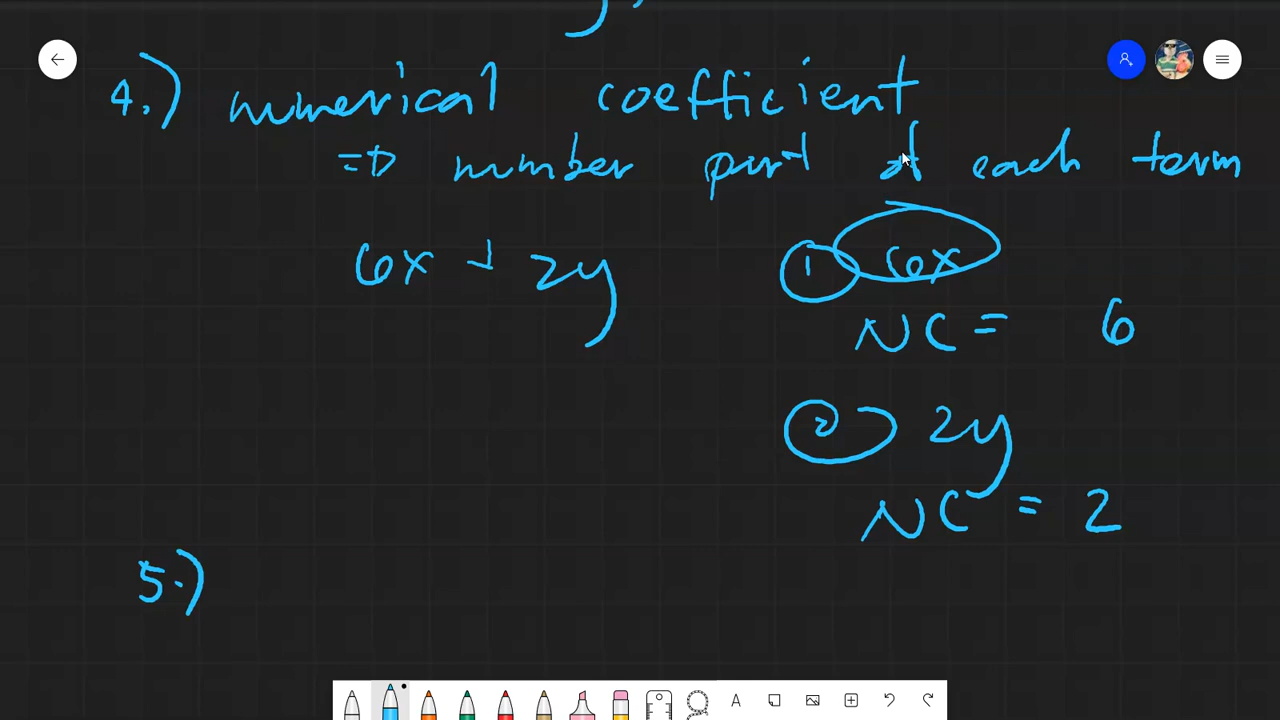 4.) numerical coefficient
=> number part of each term
6x + 2y
① 6x
NC = 6
② 2y
NC = 2
5.)